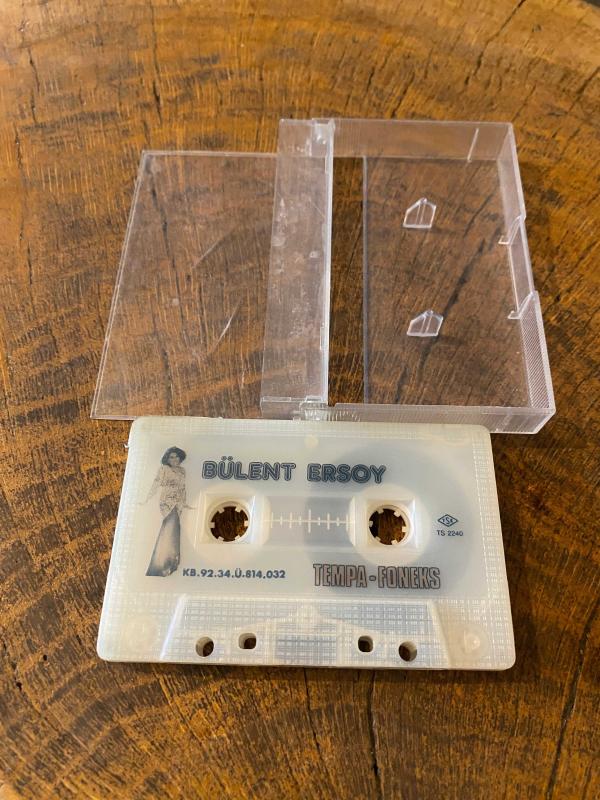 BÜLENT ERSOY
TSE
TS 2240
KB.92.34.Ü.814.032
TEMPA-FONEKS